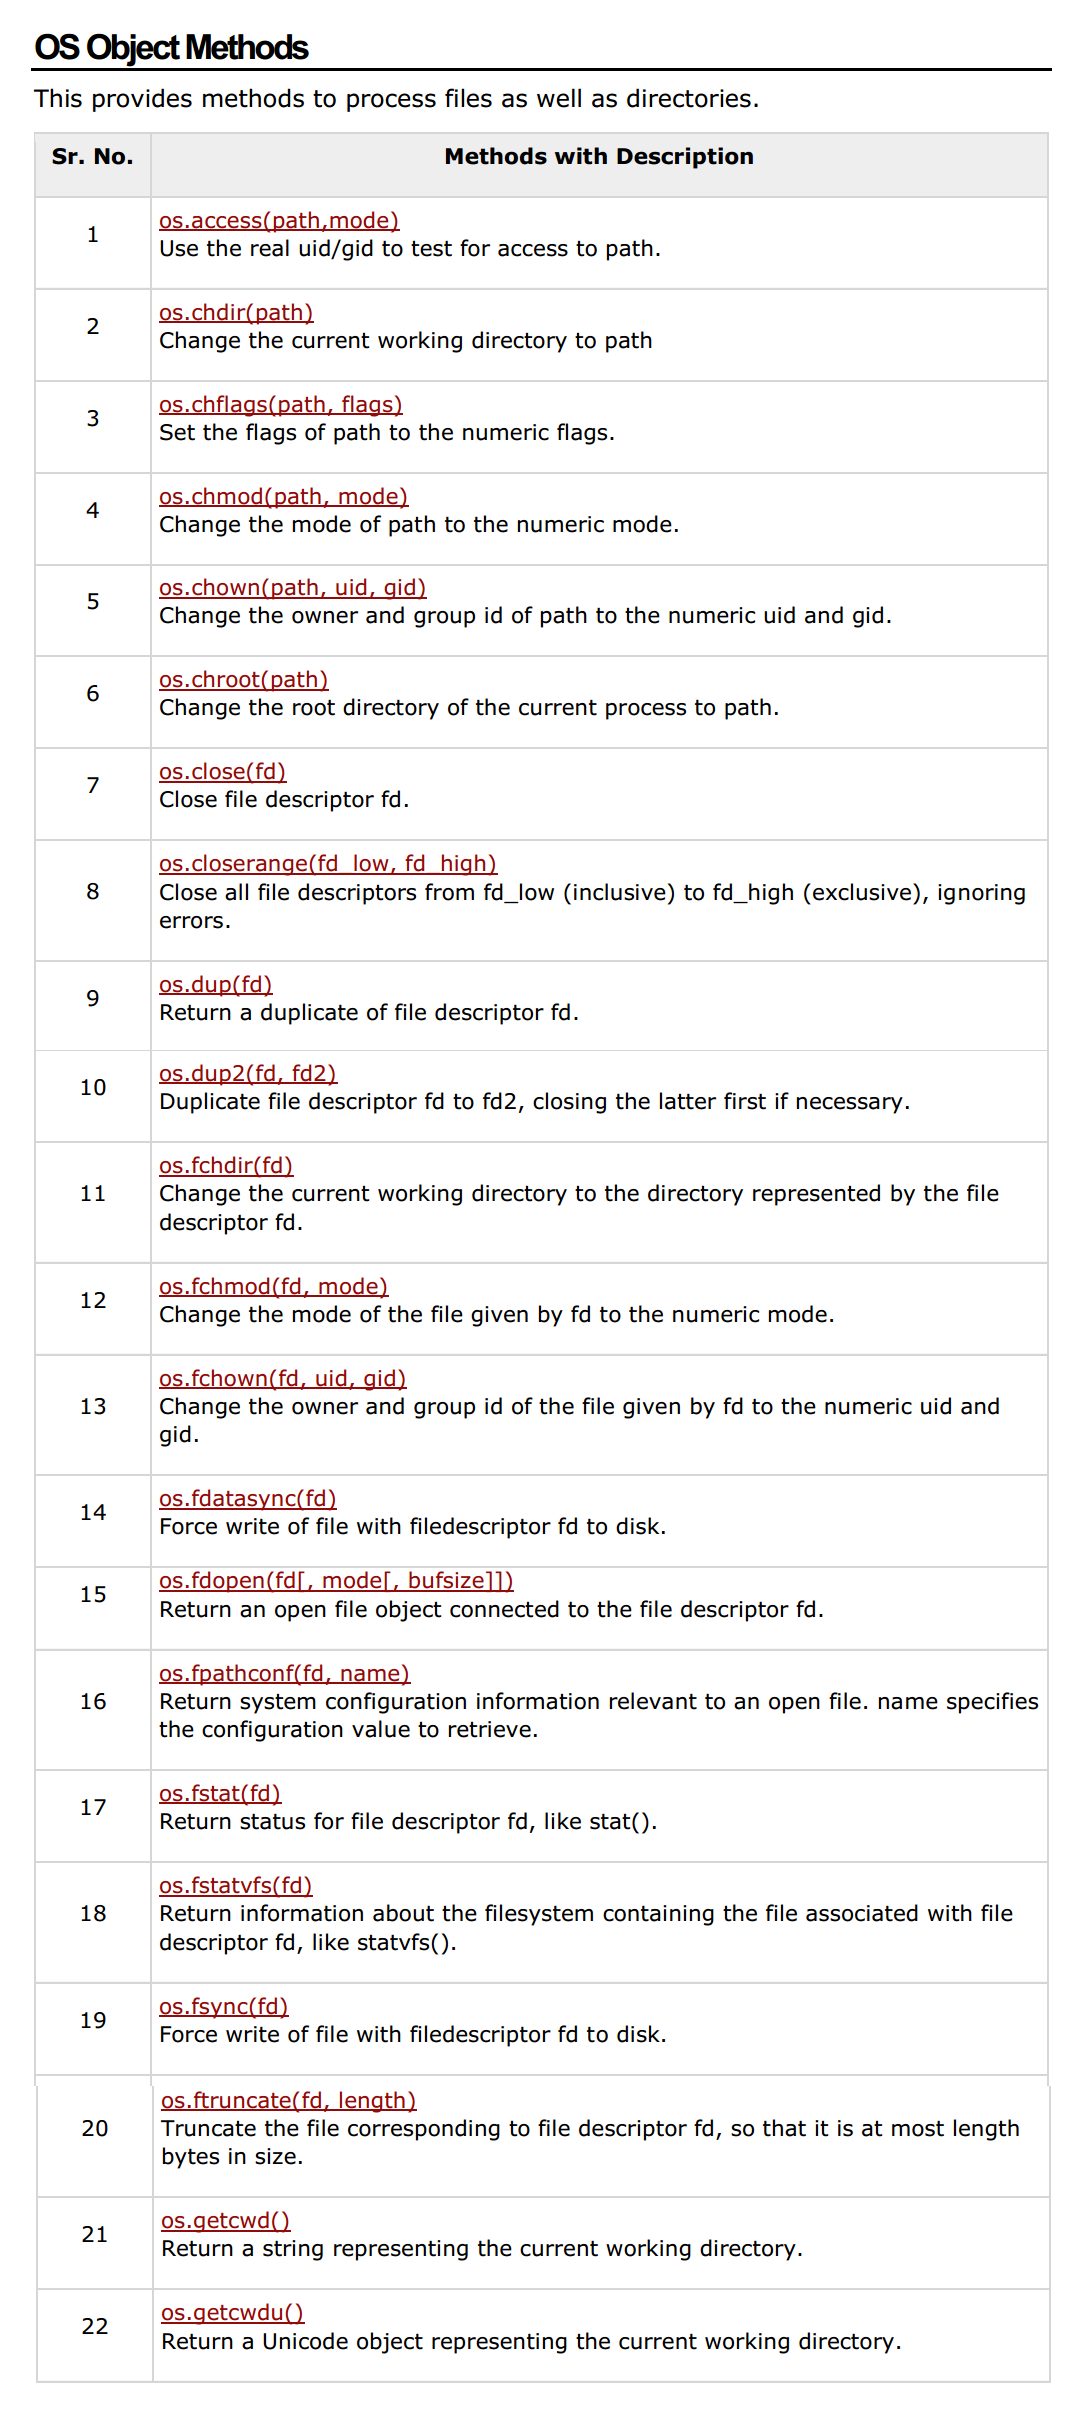 OS Object Methods
This provides methods to process files as well as directories.
Sr. No. Methods with Description
1
os.access(path,mode)
Use the real uid/gid to test for access to path.
2
os.chdir(path)
Change the current working directory to path
3
os.chflags(path, flags)
Set the flags of path to the numeric flags.
4
os.chmod(path, mode)
Change the mode of path to the numeric mode.
5
os.chown(path, uid, gid)
Change the owner and group id of path to the numeric uid and gid.
6
os.chroot(path)
Change the root directory of the current process to path.
7
os.close(fd)
Close file descriptor fd.
8
os.closerange(fd_low, fd_high)
Close all file descriptors from fd_low (inclusive) to fd_high (exclusive), ignoring
errors.
9
os.dup(fd)
Return a duplicate of file descriptor fd.
10
os.dup2(fd, fd2)
Duplicate file descriptor fd to fd2, closing the latter first if necessary.
11
os.fchdir(fd)
Change the current working directory to the directory represented by the file
descriptor fd.
12
os.fchmod(fd, mode)
Change the mode of the file given by fd to the numeric mode.
13
os.fchown(fd, uid, gid)
Change the owner and group id of the file given by fd to the numeric uid and
gid.
14
os.fdatasync(fd)
Force write of file with filedescriptor fd to disk.
15
os.fdopen(fd[, mode[, bufsize]])
Return an open file object connected to the file descriptor fd.
16
os.fpathconf(fd, name)
Return system configuration information relevant to an open file. name specifies
the configuration value to retrieve.
17
os.fstat(fd)
Return status for file descriptor fd, like stat().
18
os.fstatvfs(fd)
Return information about the filesystem containing the file associated with file
descriptor fd, like statvfs().
19
os.fsync(fd)
Force write of file with filedescriptor fd to disk.
20
os.ftruncate(fd, length)
Truncate the file corresponding to file descriptor fd, so that it is at most length
bytes in size.
21
os.getcwd()
Return a string representing the current working directory.
22
os.getcwdu()
Return a Unicode object representing the current working directory.